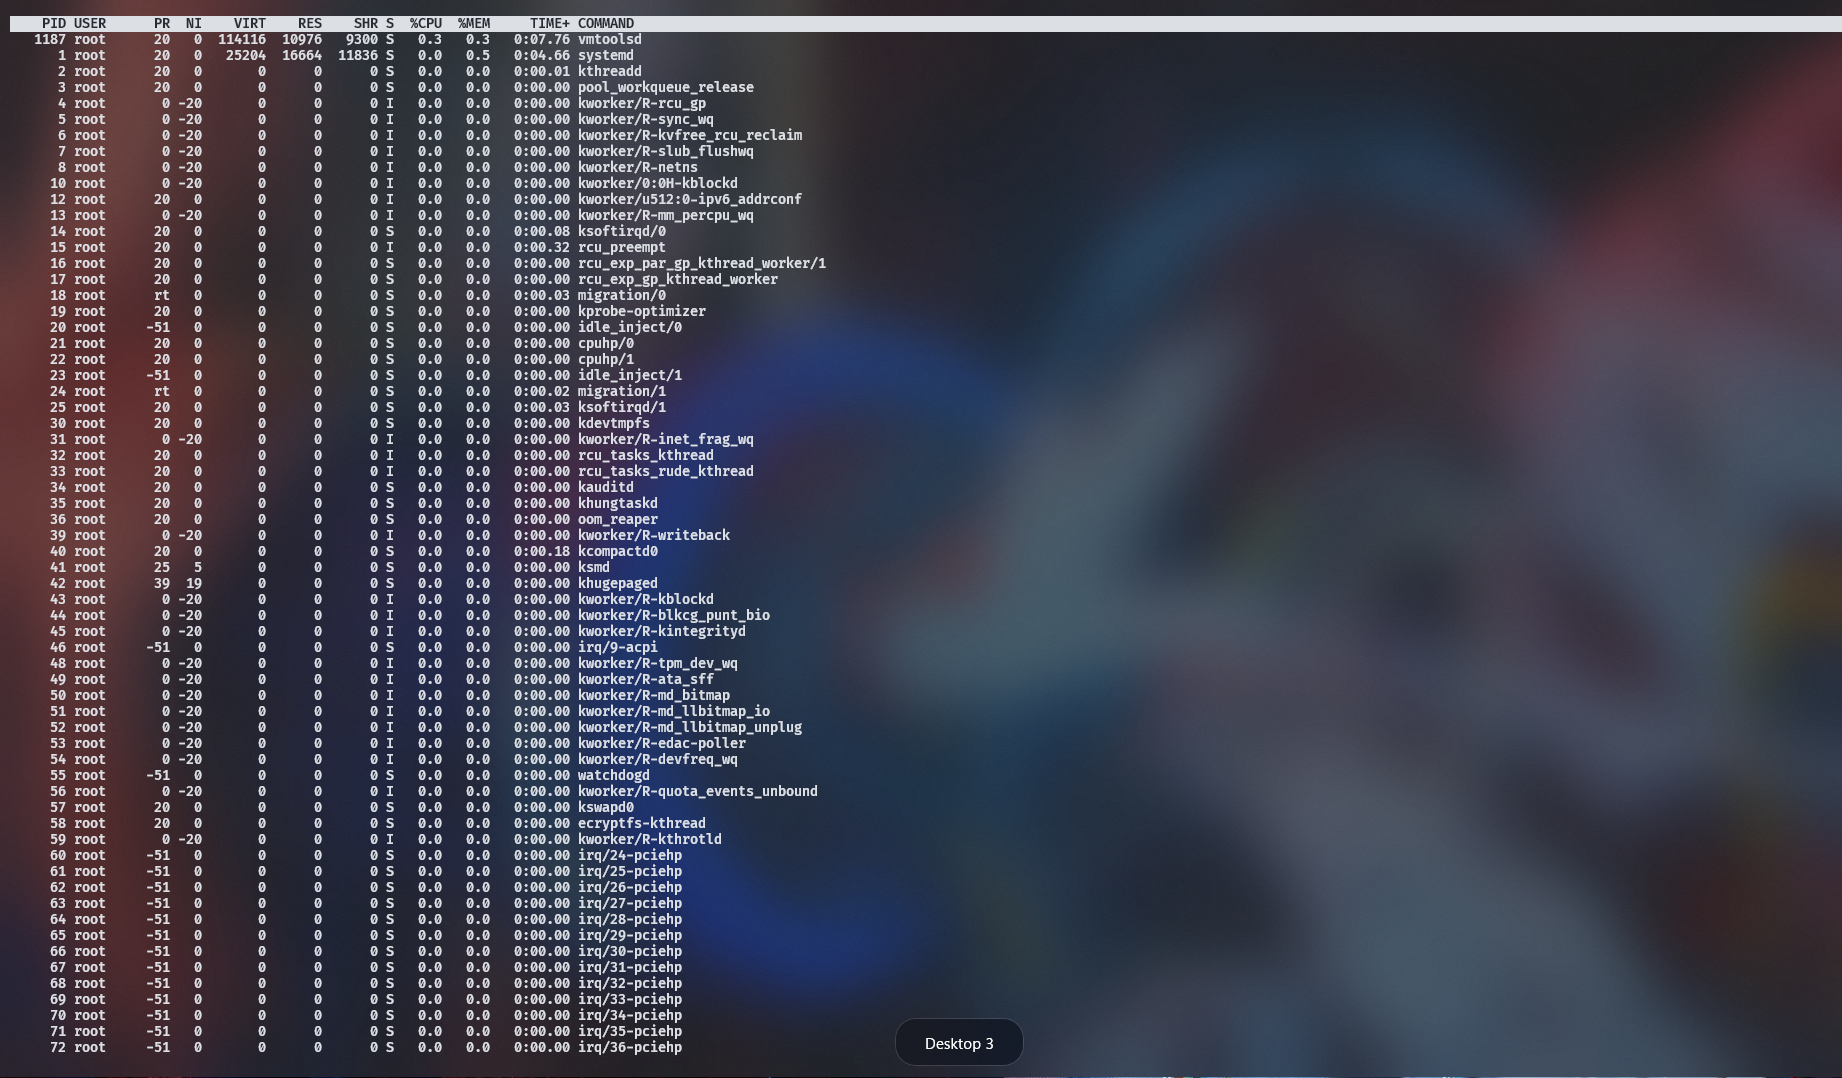 PID USER PR NI VIRT RES SHR S %CPU %MEM TIME+ COMMAND
1187 root 20 0 114116 10976 9300 S 0.3 0.3 0:07.76 vmtoolsd
1 root 20 0 25204 16664 11836 S 0.0 0.5 0:04.66 systemd
2 root 20 0 0 0 0 S 0.0 0.0 0:00.01 kthreadd
3 root 20 0 0 0 0 S 0.0 0.0 0:00.00 pool_workqueue_release
4 root 0 -20 0 0 0 I 0.0 0.0 0:00.00 kworker/R-rcu_gp
5 root 0 -20 0 0 0 I 0.0 0.0 0:00.00 kworker/R-sync_wq
6 root 0 -20 0 0 0 I 0.0 0.0 0:00.00 kworker/R-kvfree_rcu_reclaim
7 root 0 -20 0 0 0 I 0.0 0.0 0:00.00 kworker/R-slub_flushwq
8 root 0 -20 0 0 0 I 0.0 0.0 0:00.00 kworker/R-netns
10 root 0 -20 0 0 0 I 0.0 0.0 0:00.00 kworker/0:0H-kblockd
12 root 20 0 0 0 0 I 0.0 0.0 0:00.00 kworker/u512:0-ipv6_addrconf
13 root 0 -20 0 0 0 I 0.0 0.0 0:00.00 kworker/R-mm_percpu_wq
14 root 20 0 0 0 0 S 0.0 0.0 0:00.08 ksoftirqd/0
15 root 20 0 0 0 0 I 0.0 0.0 0:00.32 rcu_preempt
16 root 20 0 0 0 0 S 0.0 0.0 0:00.00 rcu_exp_par_gp_kthread_worker/1
17 root 20 0 0 0 0 S 0.0 0.0 0:00.00 rcu_exp_gp_kthread_worker
18 root rt 0 0 0 0 S 0.0 0.0 0:00.03 migration/0
19 root 20 0 0 0 0 S 0.0 0.0 0:00.00 kprobe-optimizer
20 root -51 0 0 0 0 S 0.0 0.0 0:00.00 idle_inject/0
21 root 20 0 0 0 0 S 0.0 0.0 0:00.00 cpuhp/0
22 root 20 0 0 0 0 S 0.0 0.0 0:00.00 cpuhp/1
23 root -51 0 0 0 0 S 0.0 0.0 0:00.00 idle_inject/1
24 root rt 0 0 0 0 S 0.0 0.0 0:00.02 migration/1
25 root 20 0 0 0 0 S 0.0 0.0 0:00.03 ksoftirqd/1
30 root 20 0 0 0 0 S 0.0 0.0 0:00.00 kdevtmpfs
31 root 0 -20 0 0 0 I 0.0 0.0 0:00.00 kworker/R-inet_frag_wq
32 root 20 0 0 0 0 I 0.0 0.0 0:00.00 rcu_tasks_kthread
33 root 20 0 0 0 0 I 0.0 0.0 0:00.00 rcu_tasks_rude_kthread
34 root 20 0 0 0 0 S 0.0 0.0 0:00.00 kauditd
35 root 20 0 0 0 0 S 0.0 0.0 0:00.00 khungtaskd
36 root 20 0 0 0 0 S 0.0 0.0 0:00.00 oom_reaper
39 root 0 -20 0 0 0 I 0.0 0.0 0:00.00 kworker/R-writeback
40 root 20 0 0 0 0 S 0.0 0.0 0:00.18 kcompactd0
41 root 25 5 0 0 0 S 0.0 0.0 0:00.00 ksmd
42 root 39 19 0 0 0 S 0.0 0.0 0:00.00 khugepaged
43 root 0 -20 0 0 0 I 0.0 0.0 0:00.00 kworker/R-kblockd
44 root 0 -20 0 0 0 I 0.0 0.0 0:00.00 kworker/R-blkcg_punt_bio
45 root 0 -20 0 0 0 I 0.0 0.0 0:00.00 kworker/R-kintegrityd
46 root -51 0 0 0 0 S 0.0 0.0 0:00.00 irq/9-acpi
48 root 0 -20 0 0 0 I 0.0 0.0 0:00.00 kworker/R-tpm_dev_wq
49 root 0 -20 0 0 0 I 0.0 0.0 0:00.00 kworker/R-ata_sff
50 root 0 -20 0 0 0 I 0.0 0.0 0:00.00 kworker/R-md_bitmap
51 root 0 -20 0 0 0 I 0.0 0.0 0:00.00 kworker/R-md_llbitmap_io
52 root 0 -20 0 0 0 I 0.0 0.0 0:00.00 kworker/R-md_llbitmap_unplug
53 root 0 -20 0 0 0 I 0.0 0.0 0:00.00 kworker/R-edac-poller
54 root 0 -20 0 0 0 I 0.0 0.0 0:00.00 kworker/R-devfreq_wq
55 root -51 0 0 0 0 S 0.0 0.0 0:00.00 watchdogd
56 root 0 -20 0 0 0 I 0.0 0.0 0:00.00 kworker/R-quota_events_unbound
57 root 20 0 0 0 0 S 0.0 0.0 0:00.00 kswapd0
58 root 20 0 0 0 0 S 0.0 0.0 0:00.00 ecryptfs-kthread
59 root 0 -20 0 0 0 I 0.0 0.0 0:00.00 kworker/R-kthrotld
60 root -51 0 0 0 0 S 0.0 0.0 0:00.00 irq/24-pciehp
61 root -51 0 0 0 0 S 0.0 0.0 0:00.00 irq/25-pciehp
62 root -51 0 0 0 0 S 0.0 0.0 0:00.00 irq/26-pciehp
63 root -51 0 0 0 0 S 0.0 0.0 0:00.00 irq/27-pciehp
64 root -51 0 0 0 0 S 0.0 0.0 0:00.00 irq/28-pciehp
65 root -51 0 0 0 0 S 0.0 0.0 0:00.00 irq/29-pciehp
66 root -51 0 0 0 0 S 0.0 0.0 0:00.00 irq/30-pciehp
67 root -51 0 0 0 0 S 0.0 0.0 0:00.00 irq/31-pciehp
68 root -51 0 0 0 0 S 0.0 0.0 0:00.00 irq/32-pciehp
69 root -51 0 0 0 0 S 0.0 0.0 0:00.00 irq/33-pciehp
70 root -51 0 0 0 0 S 0.0 0.0 0:00.00 irq/34-pciehp
71 root -51 0 0 0 0 S 0.0 0.0 0:00.00 irq/35-pciehp
72 root -51 0 0 0 0 S 0.0 0.0 0:00.00 irq/36-pciehp
Desktop 3